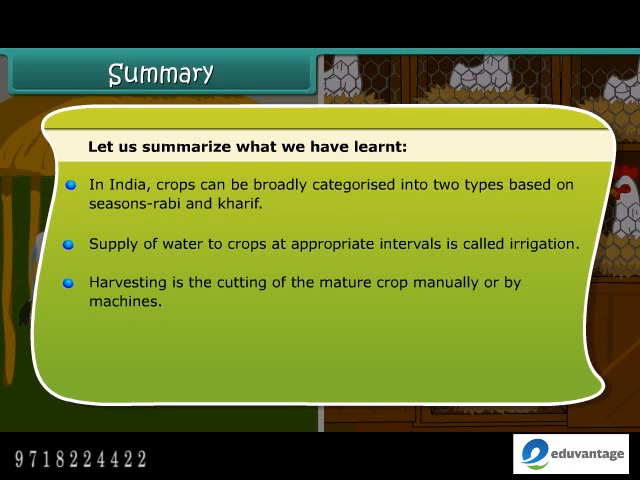 Summary
Let us summarize what we have learnt:
In India, crops can be broadly categorised into two types based on
seasons-rabi and kharif.
Supply of water to crops at appropriate intervals is called irrigation.
Harvesting is the cutting of the mature crop manually or by
machines.
9718224422
eduvantage